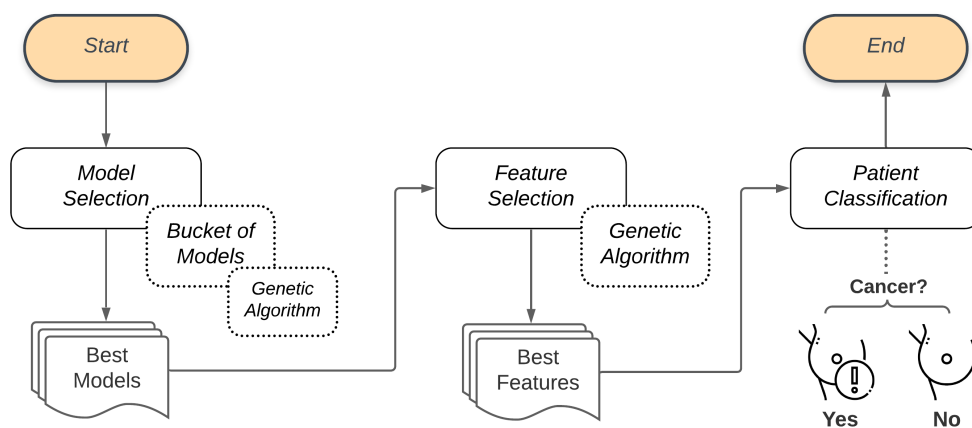 Start
End
Model
Selection
Bucket of
Models
Genetic
Algorithm
Best
Models
Feature
Selection
Genetic
Algorithm
Best
Features
Patient
Classification
Cancer?
Yes
No